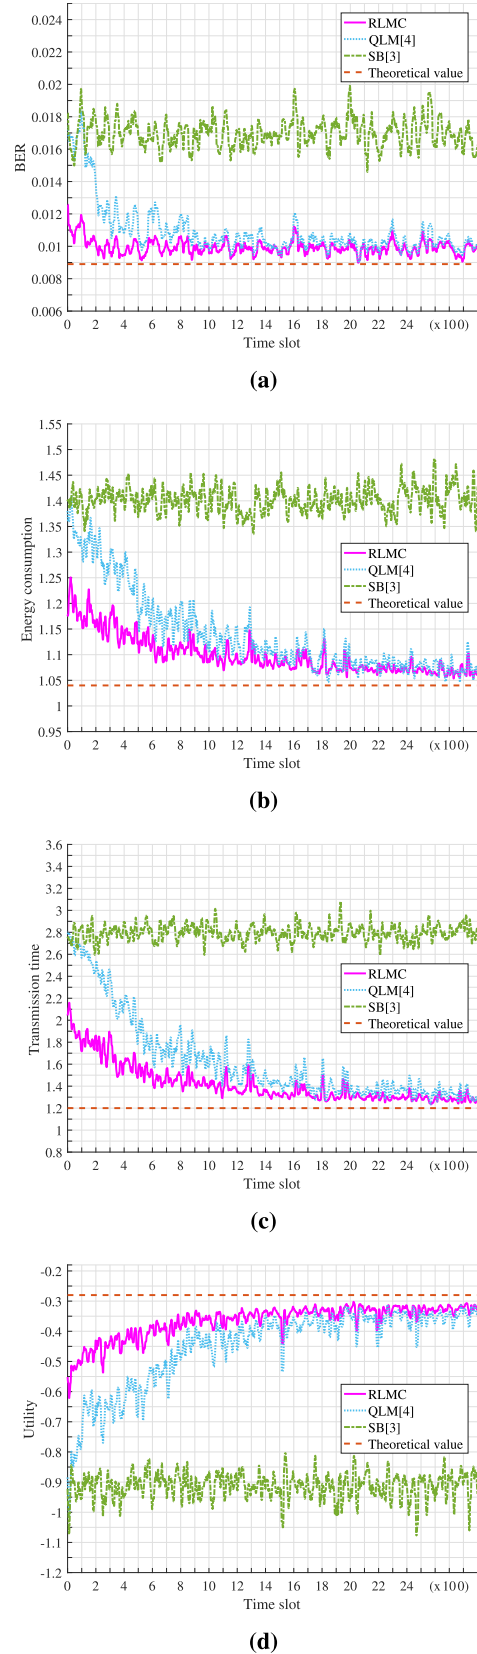 0.024
0.022
0.02
0.018
0.016
0.014
0.012
0.01
0.008
0.006
BER
RLMC
QLM[4]
SB[3]
Theoretical value
0 2 4 6 8 10 12 14 16 18 20 22 24 (x100)
Time slot
(a)
1.55
1.5
1.45
1.4
1.35
1.3
1.25
1.2
1.15
1.1
1.05
1
0.95
Energy consumption
RLMC
QLM[4]
SB[3]
Theoretical value
0 2 4 6 8 10 12 14 16 18 20 22 24 (x100)
Time slot
(b)
3.6
3.4
3.2
3
2.8
2.6
2.4
2.2
2
1.8
1.6
1.4
1.2
1
0.8
Transmission time
RLMC
QLM[4]
SB[3]
Theoretical value
0 2 4 6 8 10 12 14 16 18 20 22 24 (x100)
Time slot
(c)
-0.2
-0.3
-0.4
-0.5
-0.6
-0.7
-0.8
-0.9
-1
-1.1
-1.2
Utility
RLMC
QLM[4]
SB[3]
Theoretical value
0 2 4 6 8 10 12 14 16 18 20 22 24 (x100)
Time slot
(d)